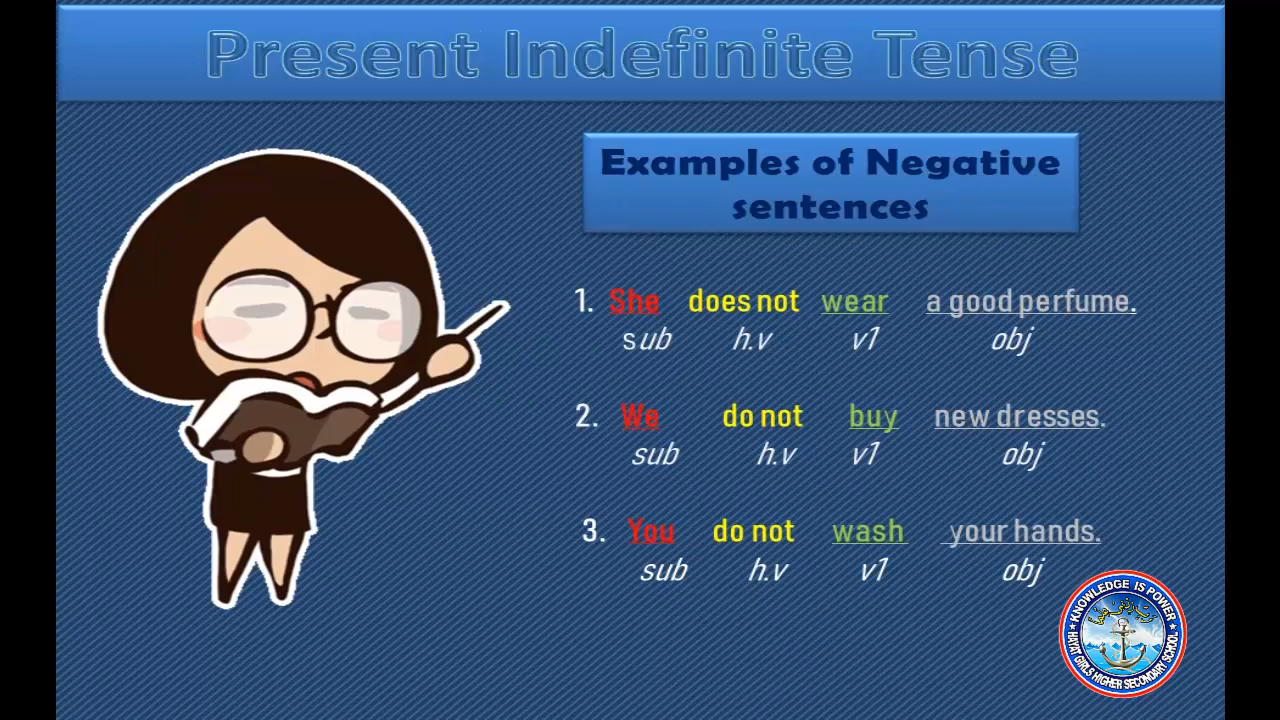 Present Indefinite Tense
Examples of Negative
sentences
1. She does not wear a good perfume.
sub h.v v1 obj
2. We do not buy new dresses.
sub h.v v1 obj
3. You do not wash your hands.
sub h.v v1 obj
KNOWLEDGE IS POWER
HAYAT GIRLS HIGHER SECONDARY SCHOOL